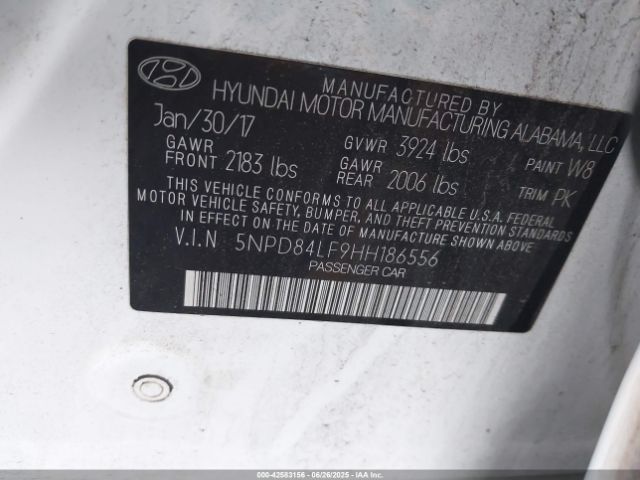 MANUFACTURED BY
HYUNDAI MOTOR MANUFACTURING ALABAMA, LLC
Jan/30/17 GVWR 3924 lbs PAINT W8
GAWR FRONT 2183 lbs GAWR REAR 2006 lbs TRIM PK
THIS VEHICLE CONFORMS TO ALL APPLICABLE U.S.A. FEDERAL
MOTOR VEHICLE SAFETY, BUMPER, AND THEFT PREVENTION STANDARDS
IN EFFECT ON THE DATE OF MANUFACTURE SHOWN ABOVE.
V.I.N 5NPD84LF9HH186556
PASSENGER CAR
000-42583156 - 06/26/2025 - IAAI.COM